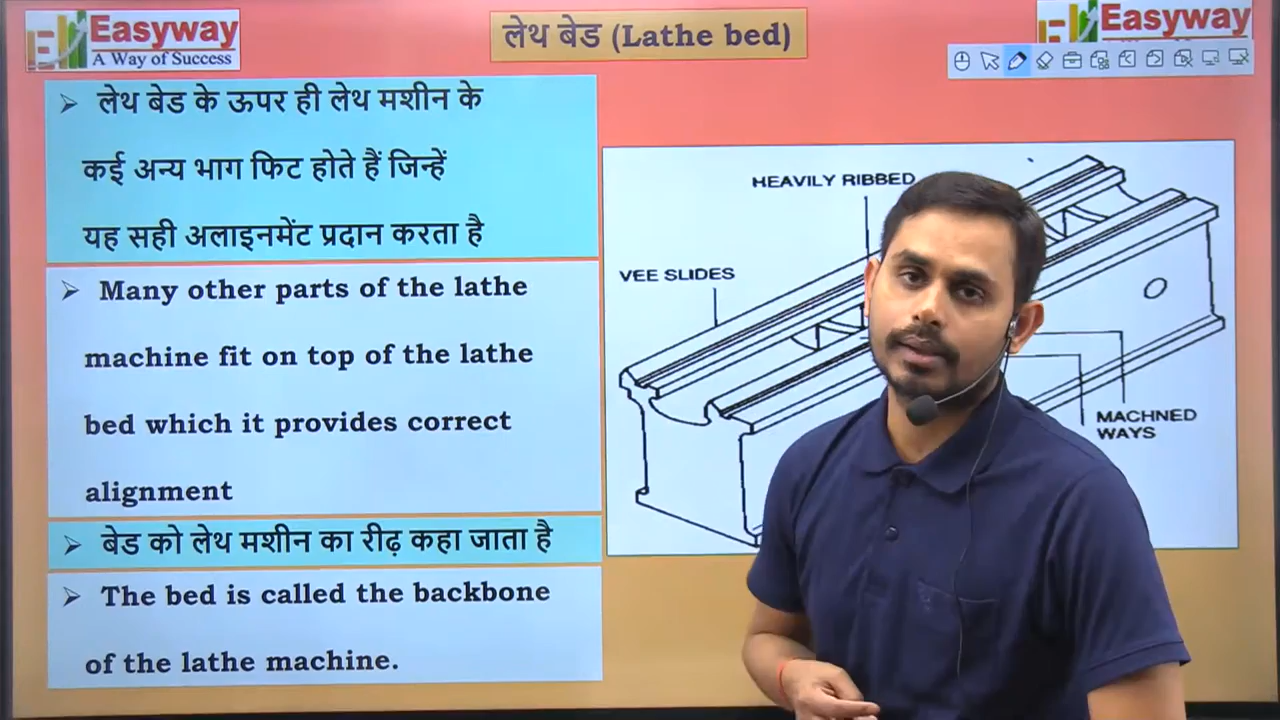 Easyway
A Way of Success
लेथ बेड (Lathe bed)
Easyway
➢ लेथ बेड के ऊपर ही लेथ मशीन के
कई अन्य भाग फिट होते हैं जिन्हें
यह सही अलाइनमेंट प्रदान करता है
➢ Many other parts of the lathe
machine fit on top of the lathe
bed which it provides correct
alignment
➢ बेड को लेथ मशीन का रीढ़ कहा जाता है
➢ The bed is called the backbone
of the lathe machine.
HEAVILY RIBBED
VEE SLIDES
MACHNED
WAYS